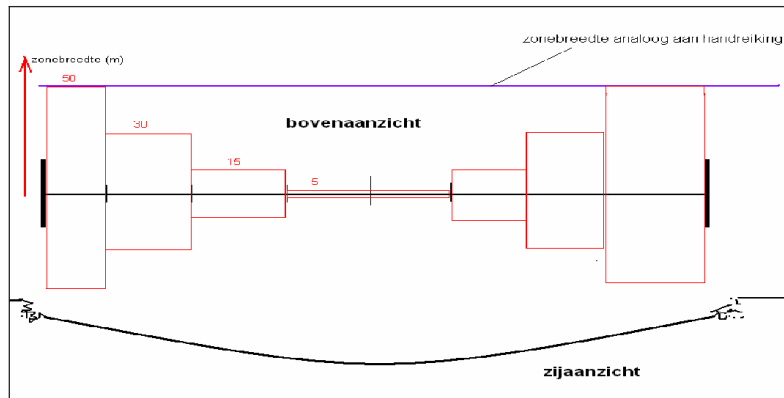 zonebreedte analoog aan handreiking
zonebreedte (m)
50
bovenaanzicht
30
15
5
zijaanzicht